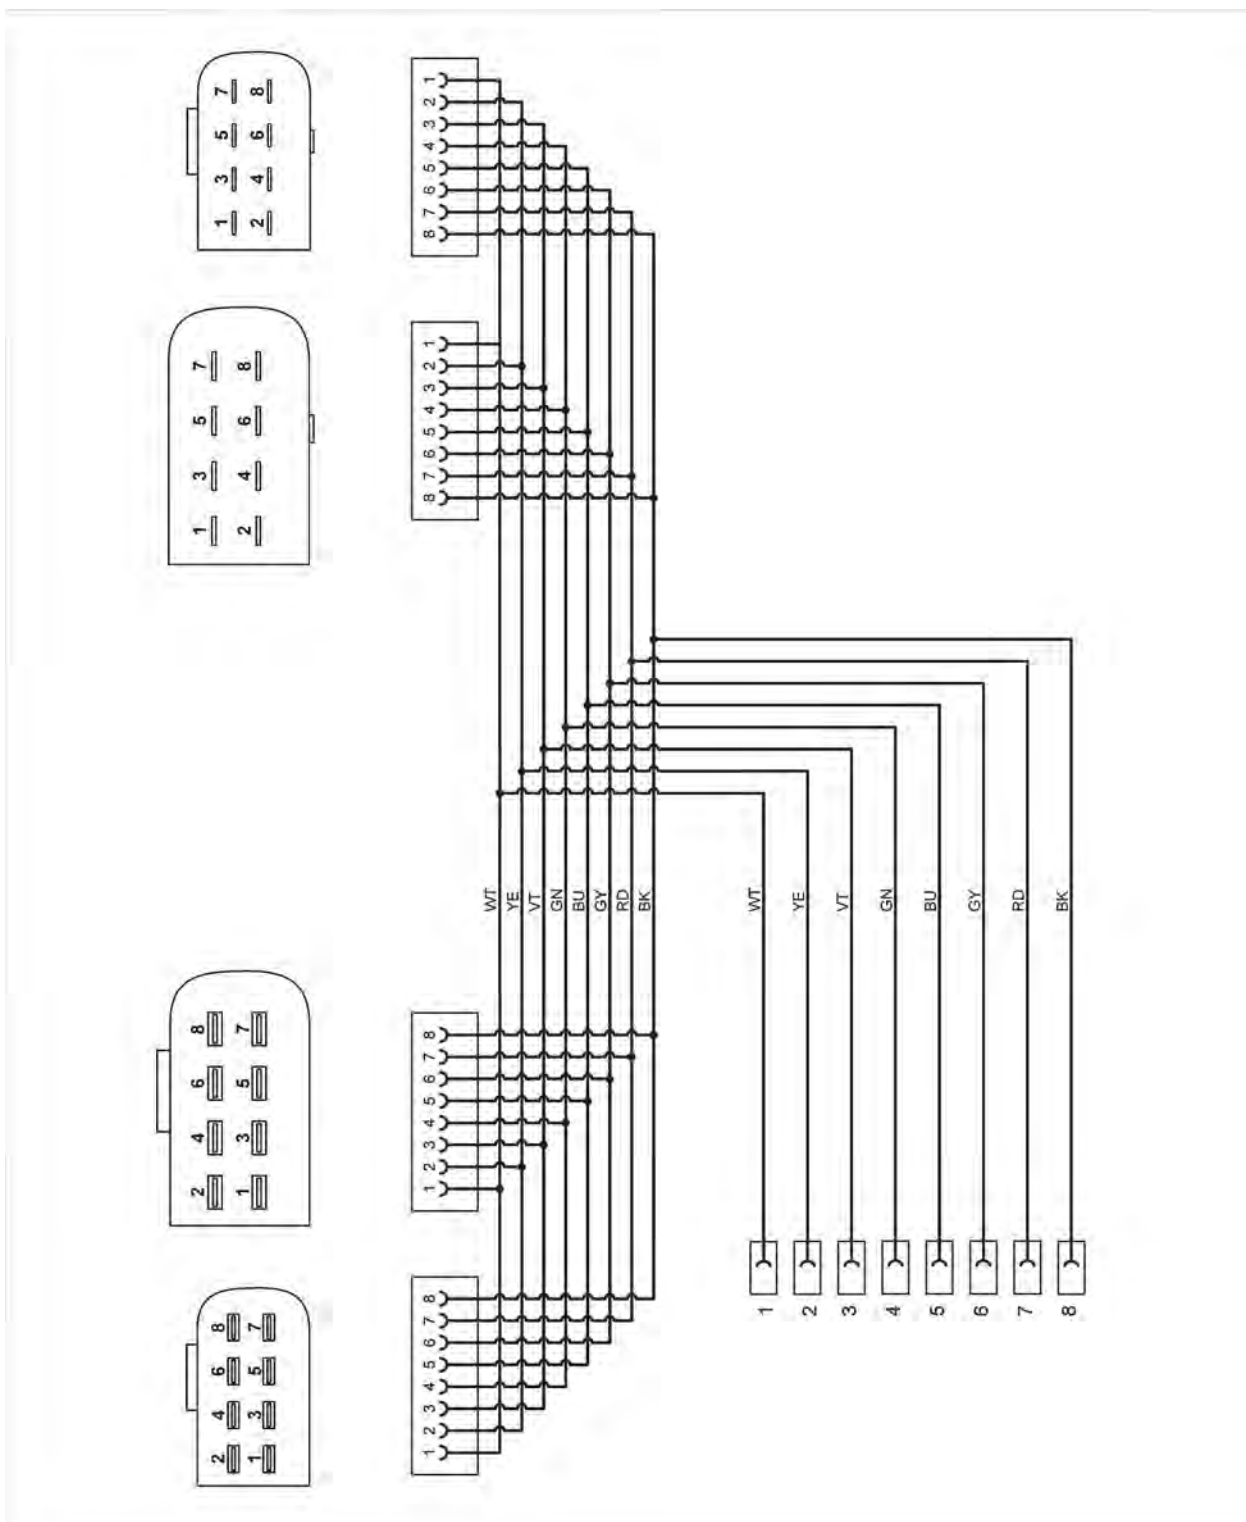 2 4 6 8
1 3 5 7
2 4 6 8
1 3 5 7
1 3 5 7
2 4 6 8
1 3 5 7
2 4 6 8
1 2 3 4 5 6 7 8
1 2 3 4 5 6 7 8
8 7 6 5 4 3 2 1
8 7 6 5 4 3 2 1
WT
YE
VT
GN
BU
GY
RD
BK
1 WT
2 YE
3 VT
4 GN
5 BU
6 GY
7 RD
8 BK